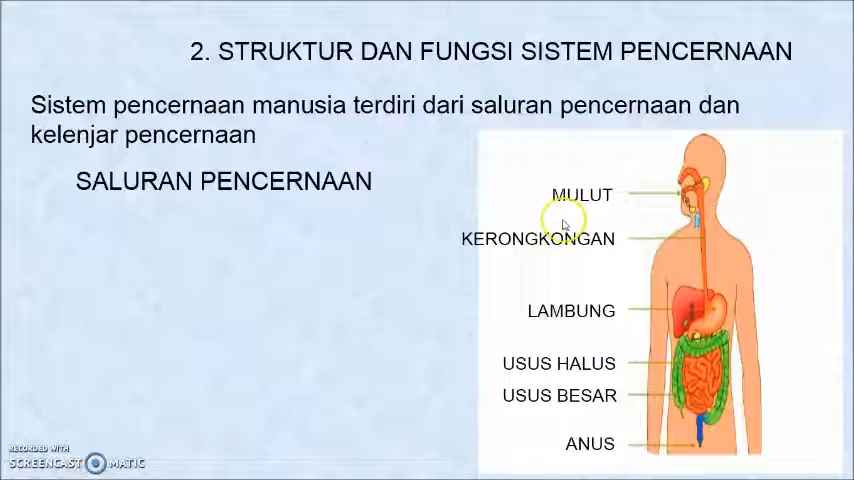 2. STRUKTUR DAN FUNGSI SISTEM PENCERNAAN
Sistem pencernaan manusia terdiri dari saluran pencernaan dan
kelenjar pencernaan
SALURAN PENCERNAAN
MULUT
KERONGKONGAN
LAMBUNG
USUS HALUS
USUS BESAR
ANUS
RECORDED WITH
SCREENCAST MATIC